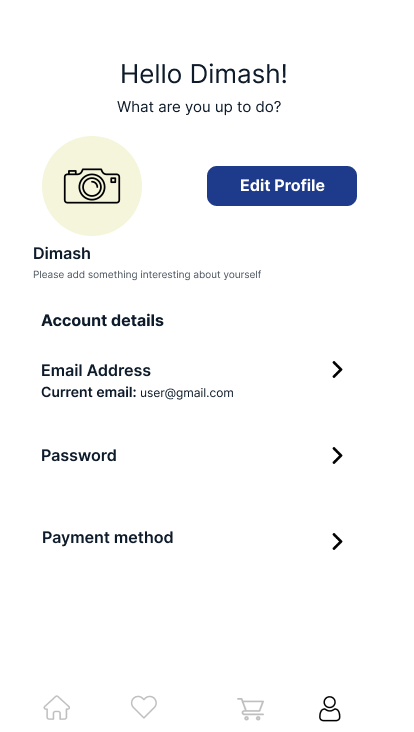 Hello Dimash!
What are you up to do?
Edit Profile
Dimash
Please add something interesting about yourself
Account details
Email Address
Current email: user@gmail.com
Password
Payment method